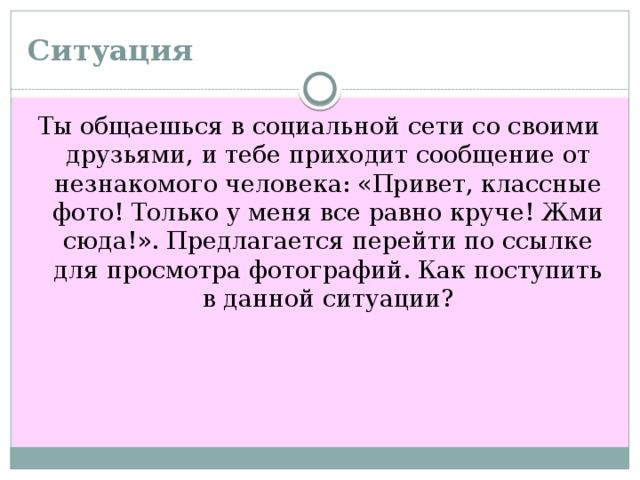 Ситуация
Ты общаешься в социальной сети со своими
друзьями, и тебе приходит сообщение от
незнакомого человека: «Привет, классные
фото! Только у меня все равно круче! Жми
сюда!». Предлагается перейти по ссылке
для просмотра фотографий. Как поступить
в данной ситуации?